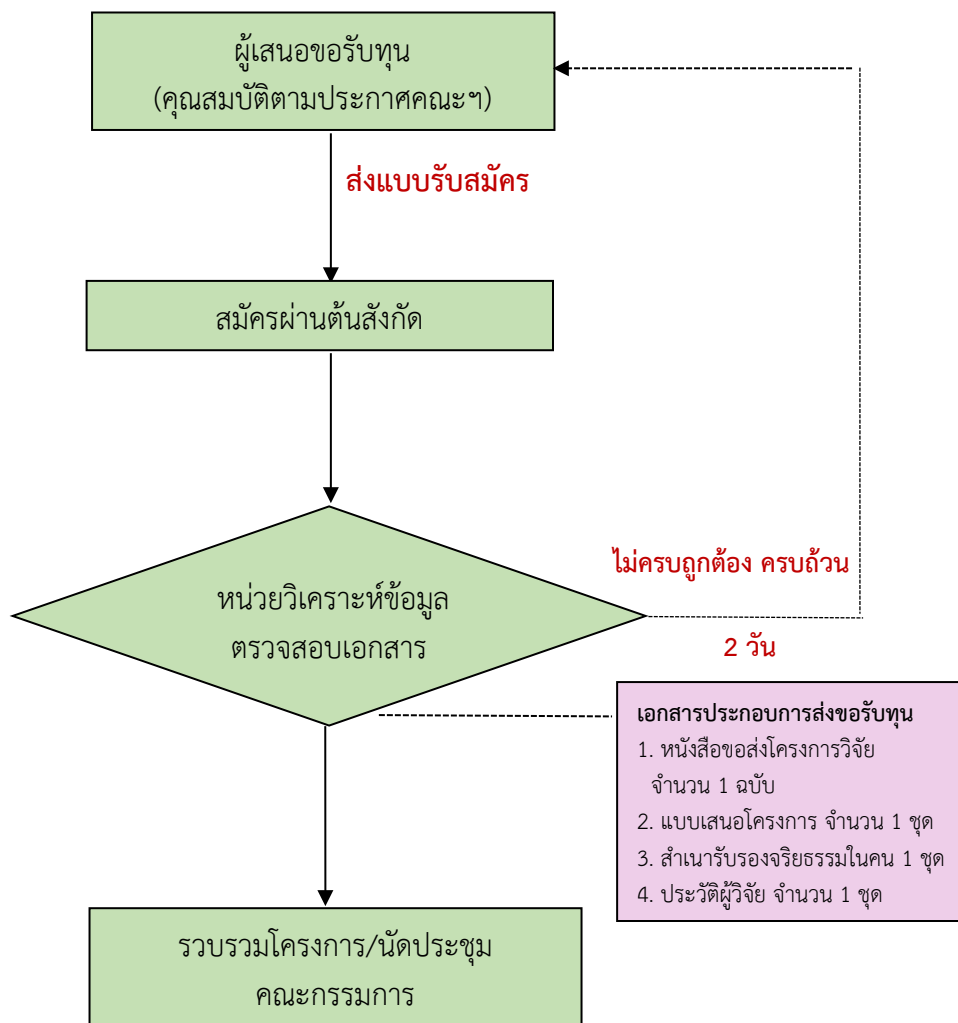 ผู้เสนอขอรับทุน
(คุณสมบัติตามประกาศคณะฯ)
ส่งแบบรับสมัคร
สมัครผ่านต้นสังกัด
ไม่ครบถูกต้อง ครบถ้วน
หน่วยวิเคราะห์ข้อมูล
ตรวจสอบเอกสาร
2 วัน
เอกสารประกอบการส่งขอรับทุน
1. หนังสือขอส่งโครงการวิจัย
จำนวน 1 ฉบับ
2. แบบเสนอโครงการ จำนวน 1 ชุด
3. สำเนารับรองจริยธรรมในคน 1 ชุด
4. ประวัติผู้วิจัย จำนวน 1 ชุด
รวบรวมโครงการ/นัดประชุม
คณะกรรมการ